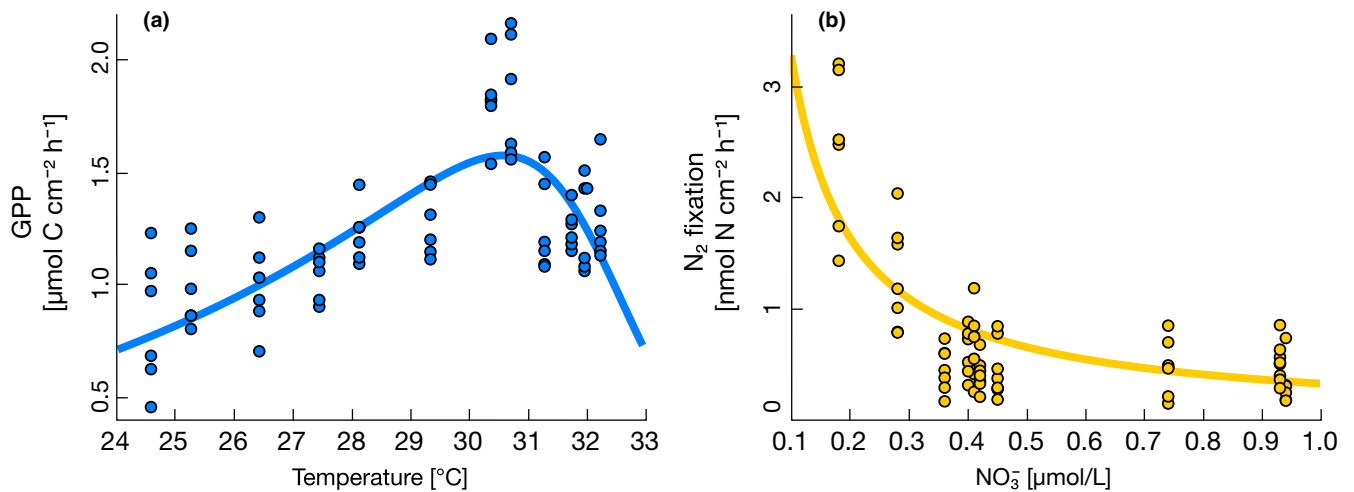 (a)
GPP
[µmol C cm⁻² h⁻¹]
2.0
1.5
1.0
0.5
24 25 26 27 28 29 30 31 32 33
Temperature [°C]
(b)
N₂ fixation
[nmol N cm⁻² h⁻¹]
3
2
1
0
0.1 0.2 0.3 0.4 0.5 0.6 0.7 0.8 0.9 1.0
NO₃⁻ [µmol/L]